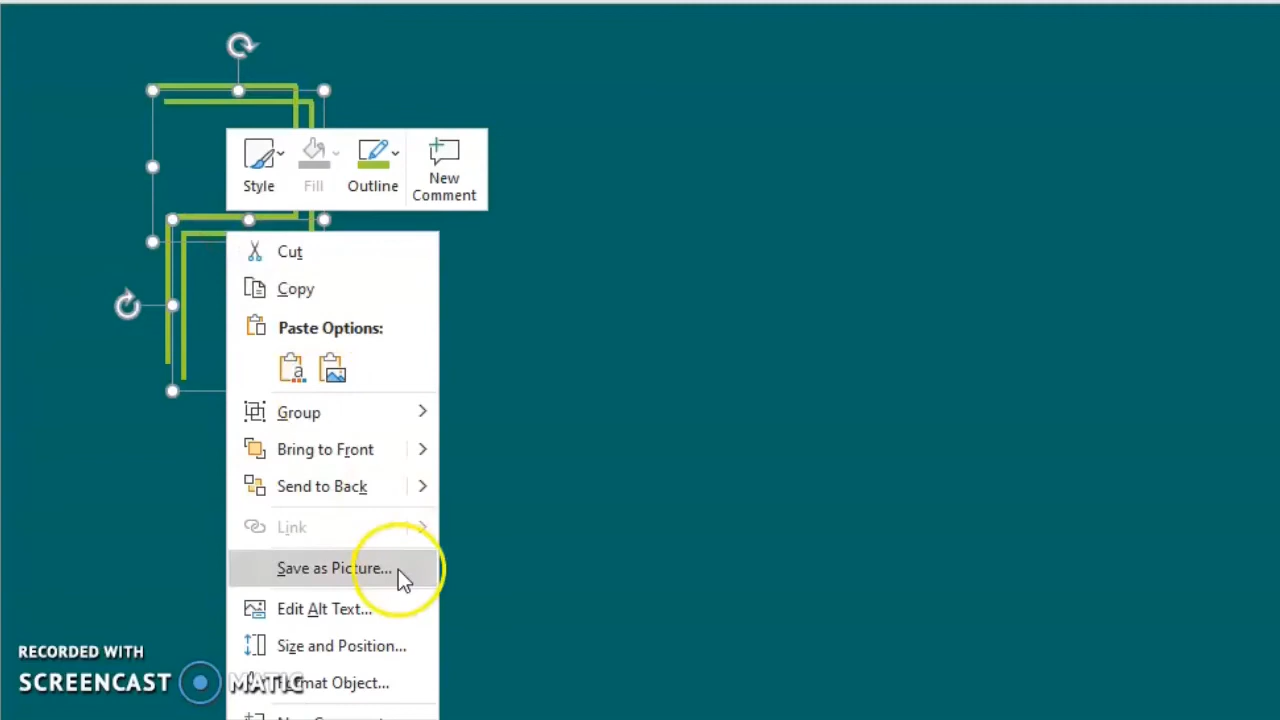 Style
Fill
Outline
New
Comment
Cut
Copy
Paste Options:
a
Group
Bring to Front
Send to Back
Link
Save as Picture...
Edit Alt Text...
Size and Position...
Format Object...
RECORDED WITH
SCREENCAST MATIC